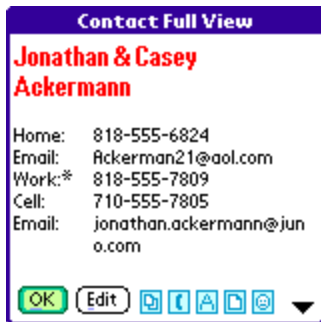 Contact Full View
Jonathan & Casey
Ackermann
Home: 818-555-6824
Email: Ackerman21@aol.com
Work:* 818-555-7809
Cell: 710-555-7805
Email: jonathan.ackermann@jun
o.com
OK Edit